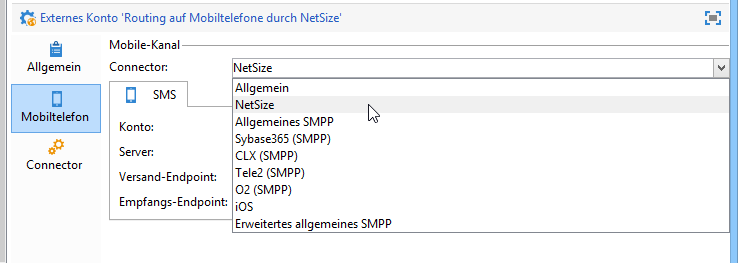 Externes Konto 'Routing auf Mobiltelefone durch NetSize'
Allgemein
Mobiltelefon
Connector
Mobile-Kanal
Connector:
NetSize
SMS
Konto:
Server:
Versand-Endpoint:
Empfangs-Endpoint:
Allgemein
NetSize
Allgemeines SMPP
Sybase365 (SMPP)
CLX (SMPP)
Tele2 (SMPP)
O2 (SMPP)
iOS
Erweitertes allgemeines SMPP